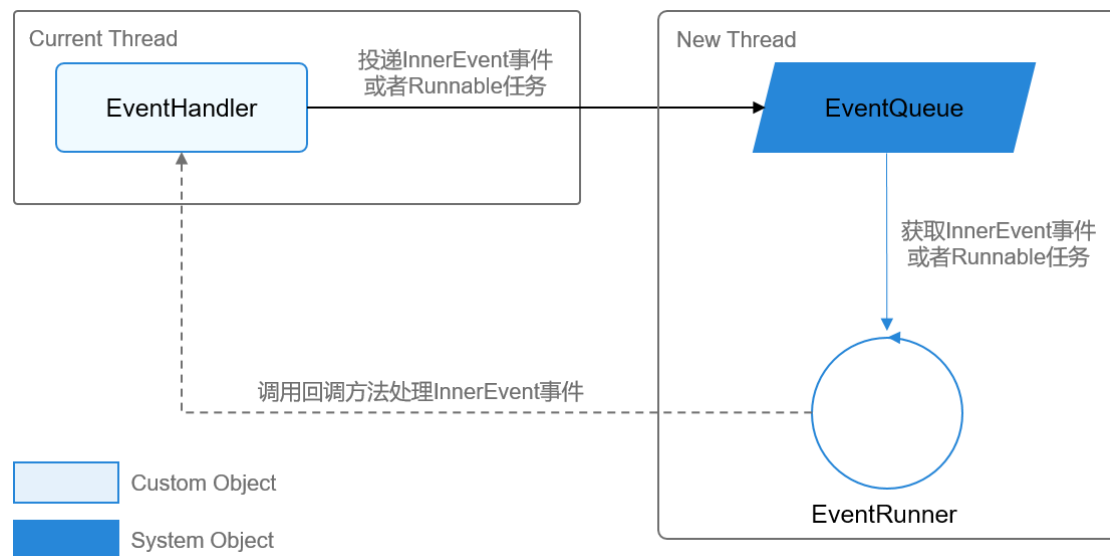 Current Thread
EventHandler
投递InnerEvent事件
或者Runnable任务
New Thread
EventQueue
获取InnerEvent事件
或者Runnable任务
调用回调方法处理InnerEvent事件
EventRunner
Custom Object
System Object